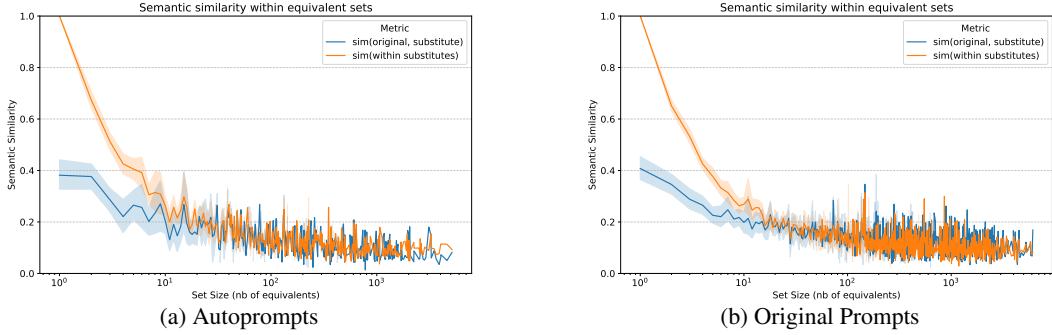 Semantic similarity within equivalent sets
1.0
0.8
0.6
0.4
0.2
0.0
Semantic Similarity
Metric
sim(original, substitute)
sim(within substitutes)
10⁰
10¹
10²
10³
Set Size (nb of equivalents)
(a) Autoprompts
Semantic similarity within equivalent sets
1.0
0.8
0.6
0.4
0.2
0.0
Semantic Similarity
Metric
sim(original, substitute)
sim(within substitutes)
10⁰
10¹
10²
10³
Set Size (nb of equivalents)
(b) Original Prompts